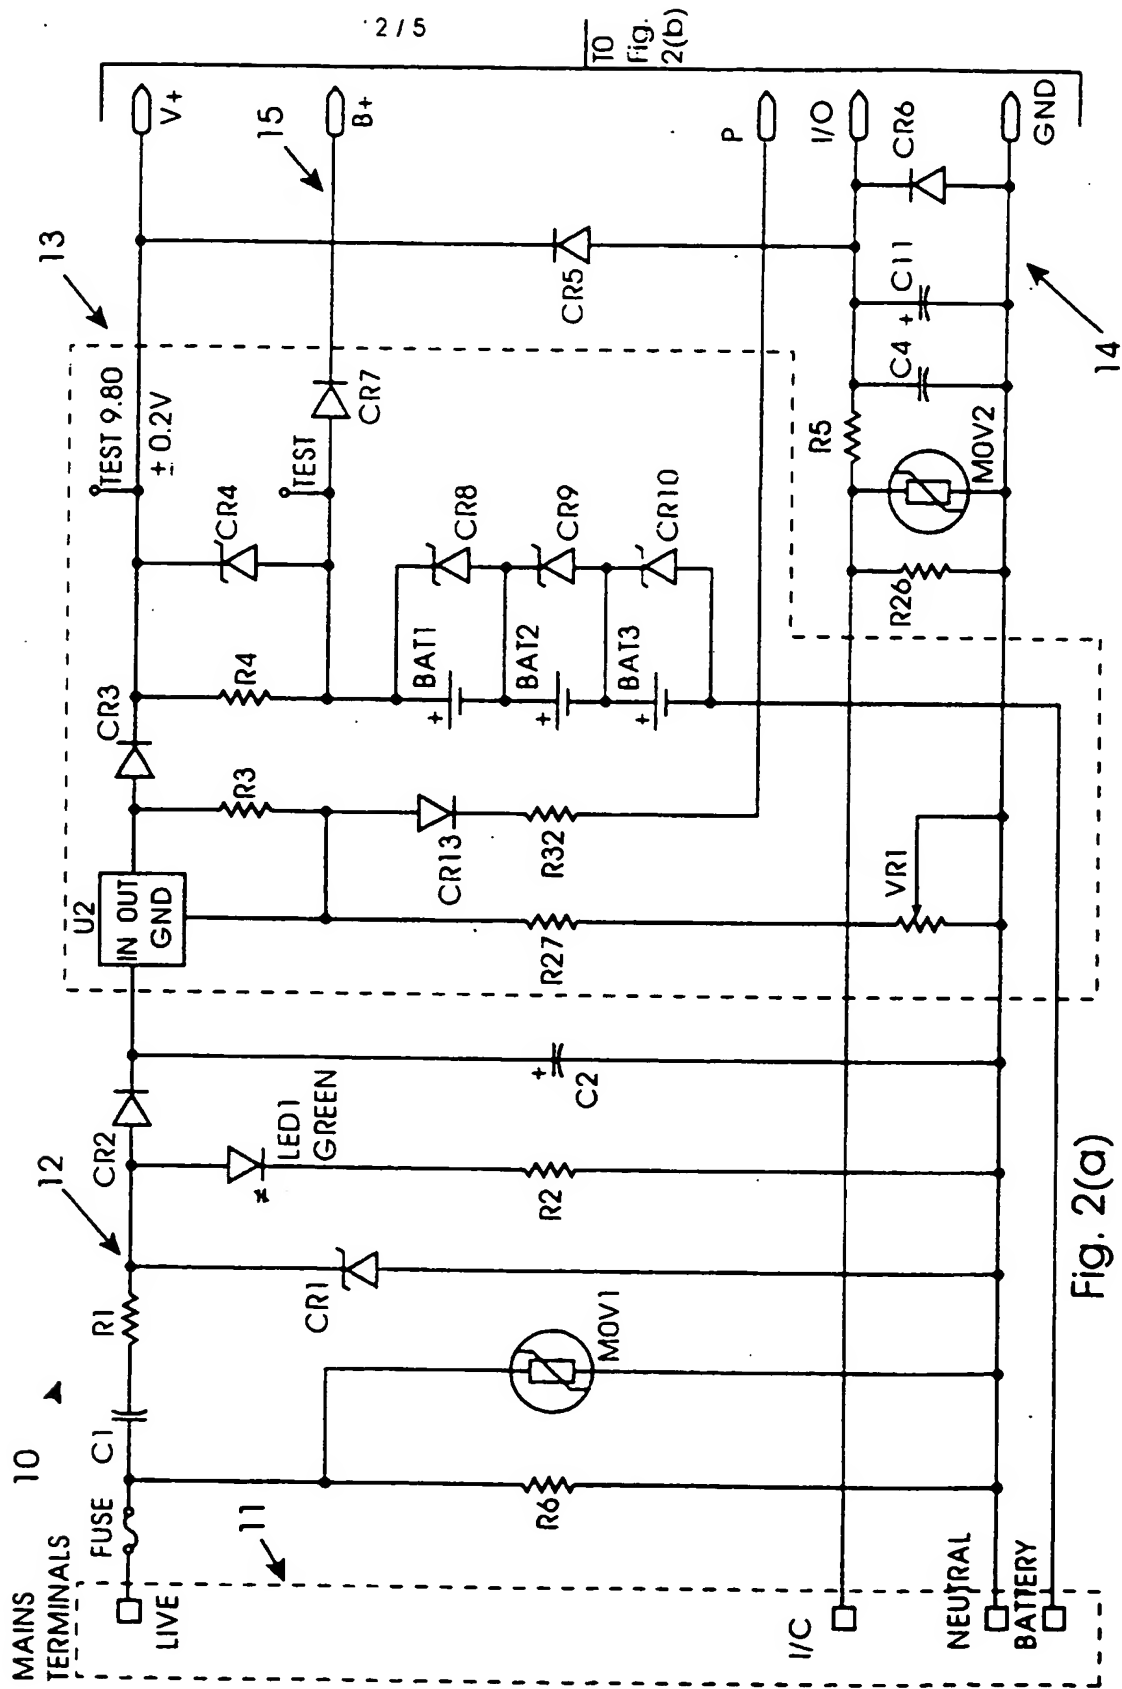 2 / 5
MAINS
TERMINALS
10
11
12
13
14
15
LIVE
FUSE
C1
R1
CR2
U2
IN OUT
GND
CR3
TEST 9.80
± 0.2V
V+
R6
MOV1
CR1
LED1
GREEN
R2
+
C2
R3
R4
CR4
TEST
CR7
B+
CR13
R32
R27
VR1
BAT1
+
BAT2
+
BAT3
+
CR8
CR9
CR10
CR5
P
I/O
I/C
R26
MOV2
R5
C4
+
C11
CR6
GND
NEUTRAL
BATTERY
TO
Fig.
2(b)
Fig. 2(a)